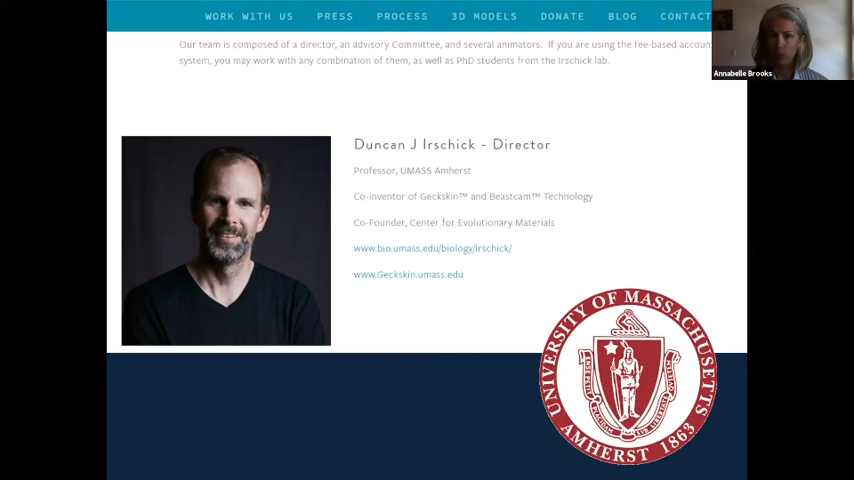 WORK WITH US PRESS PROCESS 3D MODELS DONATE BLOG CONTACT
Our team is composed of a director, an advisory Committee, and several animators. If you are using the fee-based account
system, you may work with any combination of them, as well as PhD students from the Irschick lab.
Annabelle Brooks
Duncan J Irschick - Director
Professor, UMASS Amherst
Co-inventor of Geckskin™ and Beastcam™ Technology
Co-Founder, Center for Evolutionary Materials
www.bio.umass.edu/biology/irschick/
www.Geckskin.umass.edu
UNIVERSITY OF MASSACHUSETTS
AMHERST 1863